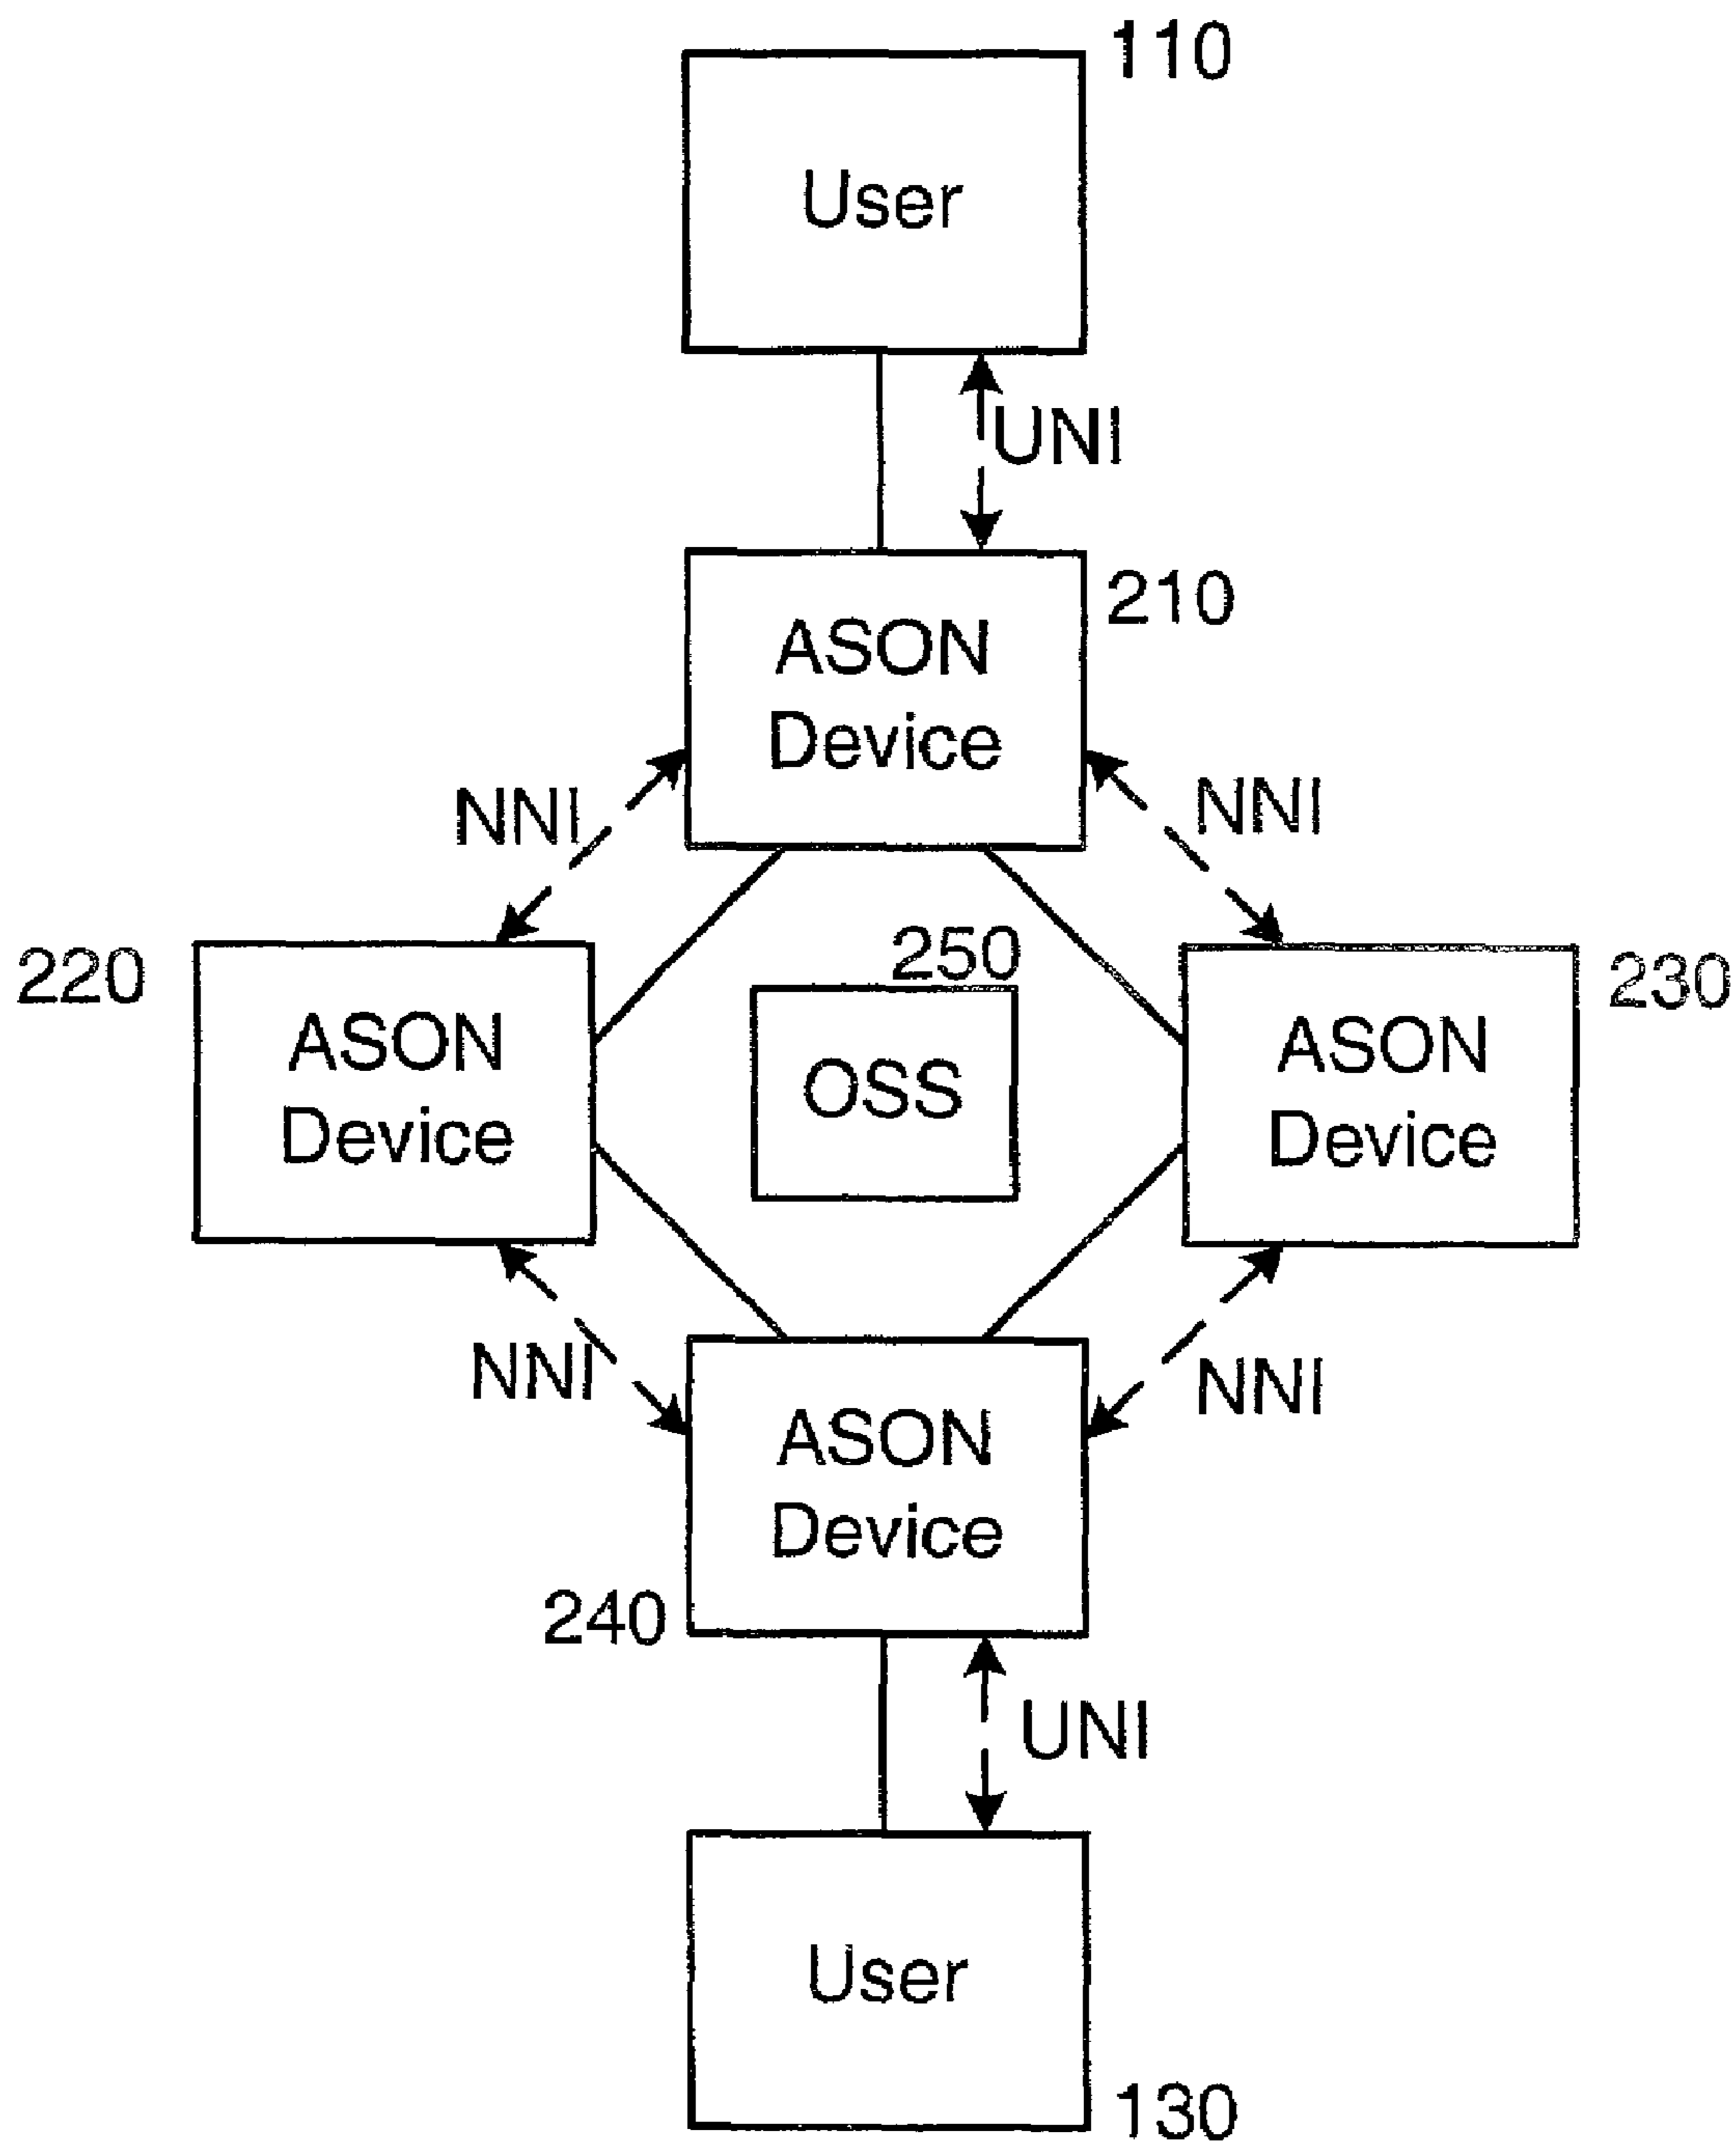 110
User
UNI
210
ASON
Device
NNI
NNI
220
ASON
Device
250
OSS
230
ASON
Device
NNI
NNI
ASON
Device
240
UNI
User
130